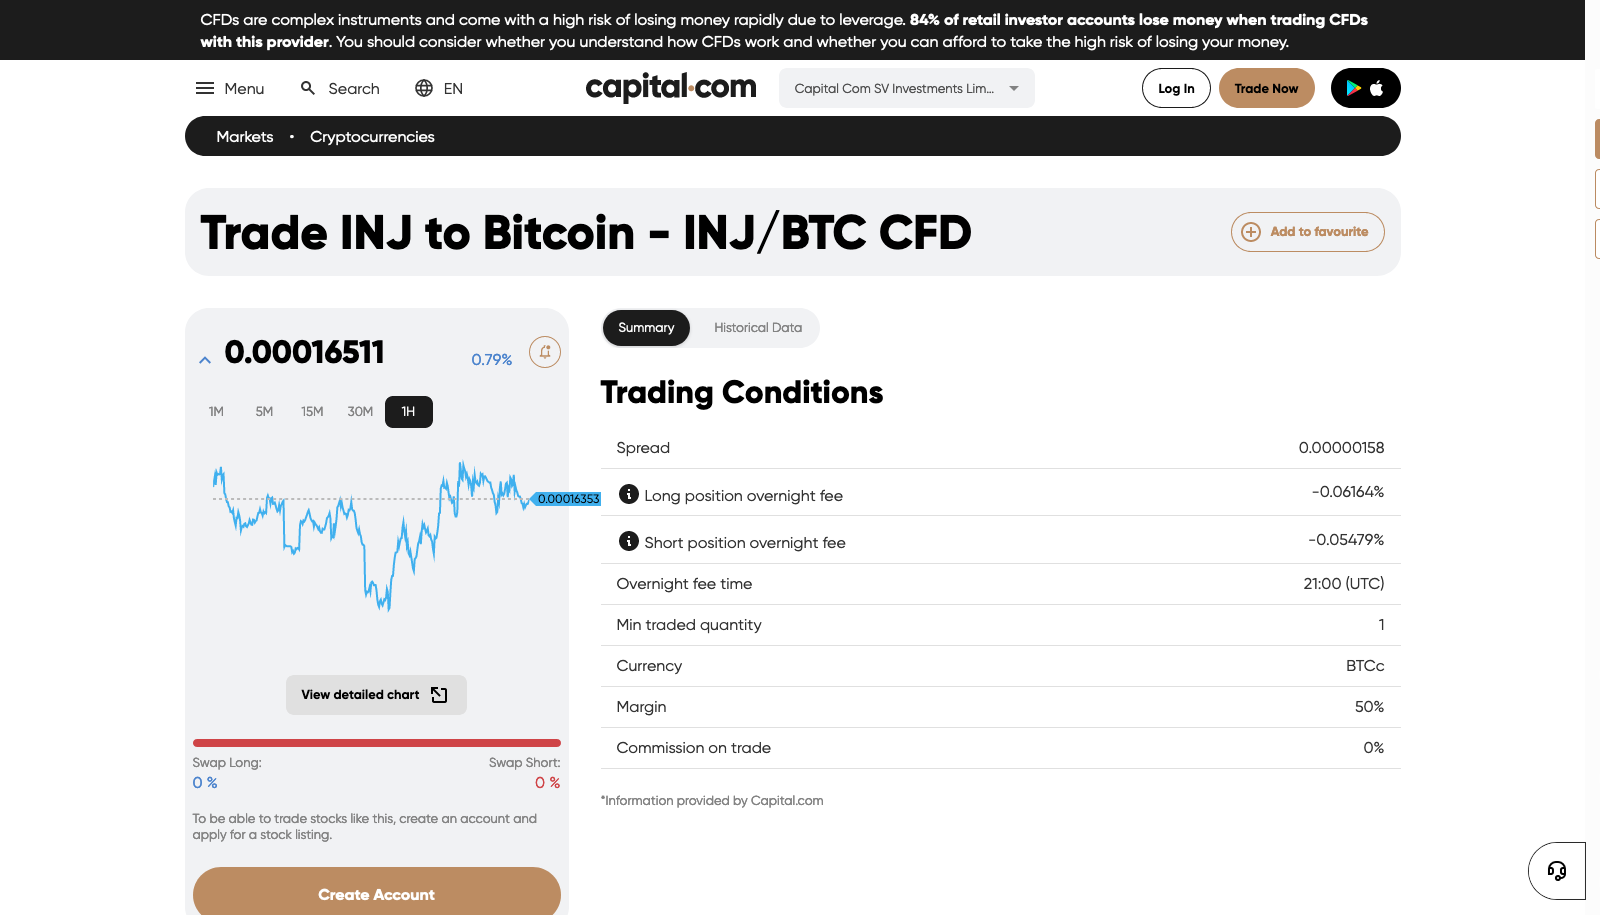 CFDs are complex instruments and come with a high risk of losing money rapidly due to leverage. 84% of retail investor accounts lose money when trading CFDs
with this provider. You should consider whether you understand how CFDs work and whether you can afford to take the high risk of losing your money.
Menu Search EN capital.com Capital Com SV Investments Lim... Log In Trade Now
Markets • Cryptocurrencies
Trade INJ to Bitcoin - INJ/BTC CFD
Add to favourite
0.00016511
0.79%
1M 5M 15M 30M 1H
0.00016353
View detailed chart
Swap Long: Swap Short:
0 % 0 %
To be able to trade stocks like this, create an account and
apply for a stock listing.
Create Account
Summary Historical Data
Trading Conditions
Spread 0.00000158
Long position overnight fee -0.06164%
Short position overnight fee -0.05479%
Overnight fee time 21:00 (UTC)
Min traded quantity 1
Currency BTCc
Margin 50%
Commission on trade 0%
*Information provided by Capital.com